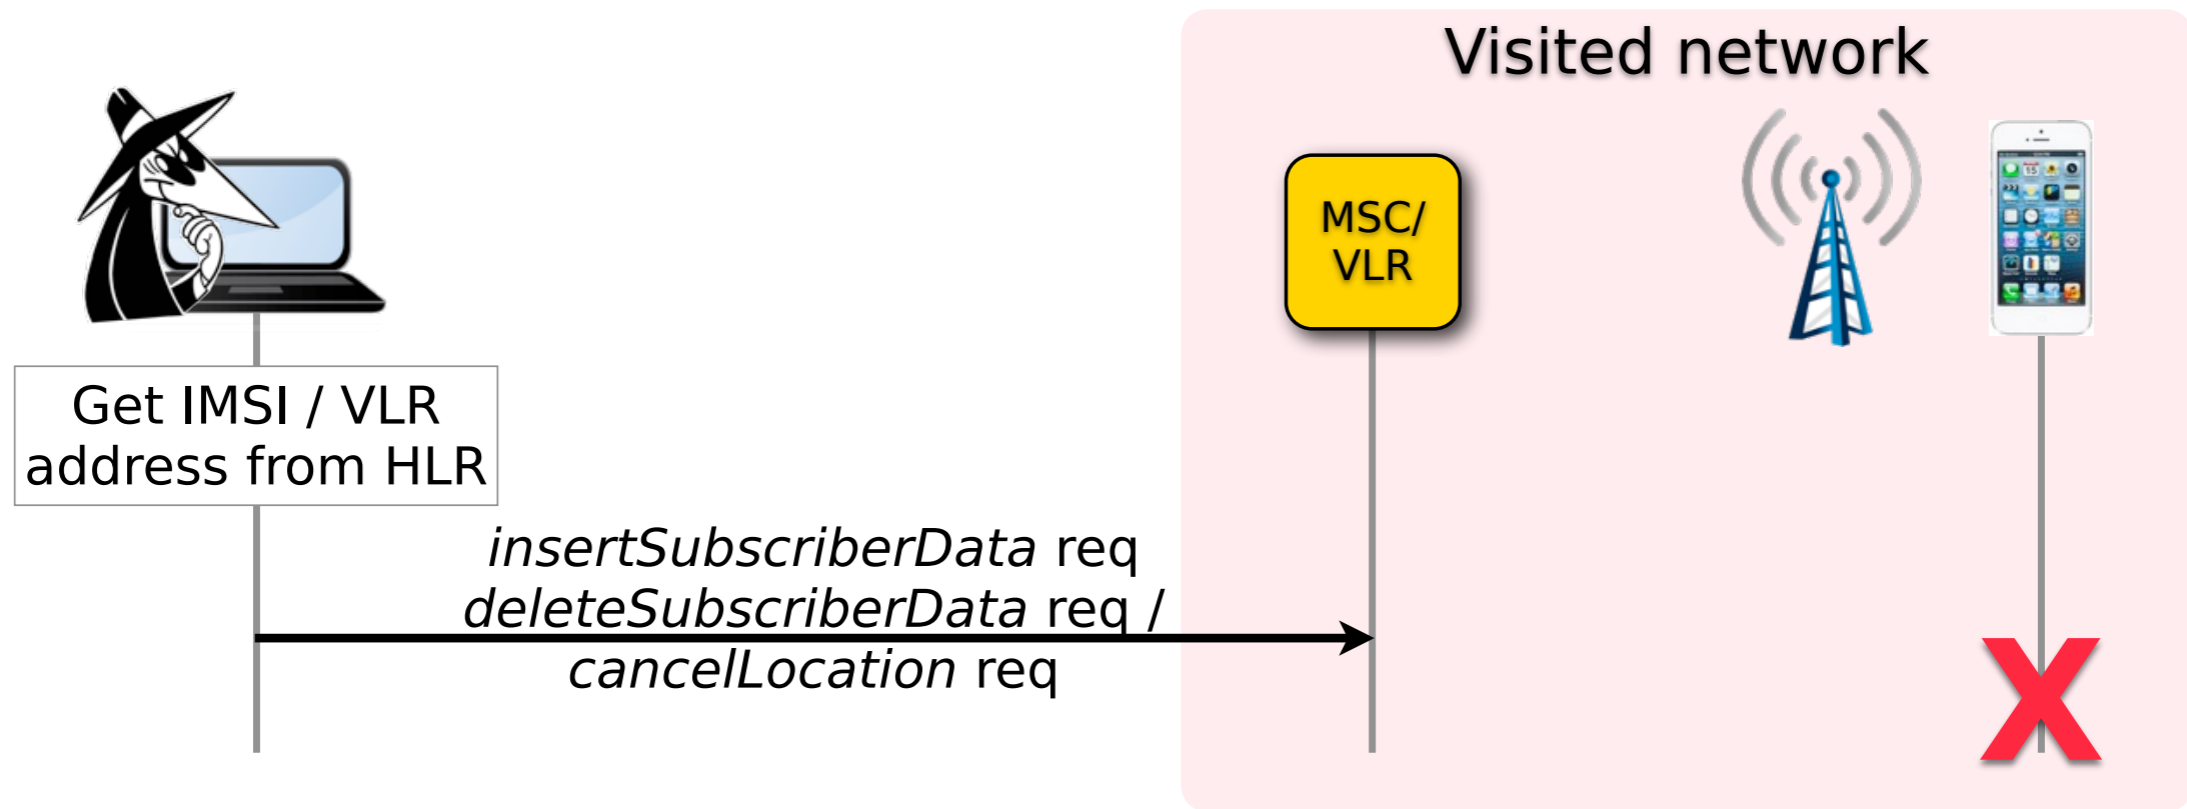 Visited network
MSC/
VLR
Get IMSI / VLR
address from HLR
insertSubscriberData req
deleteSubscriberData req /
cancelLocation req
X